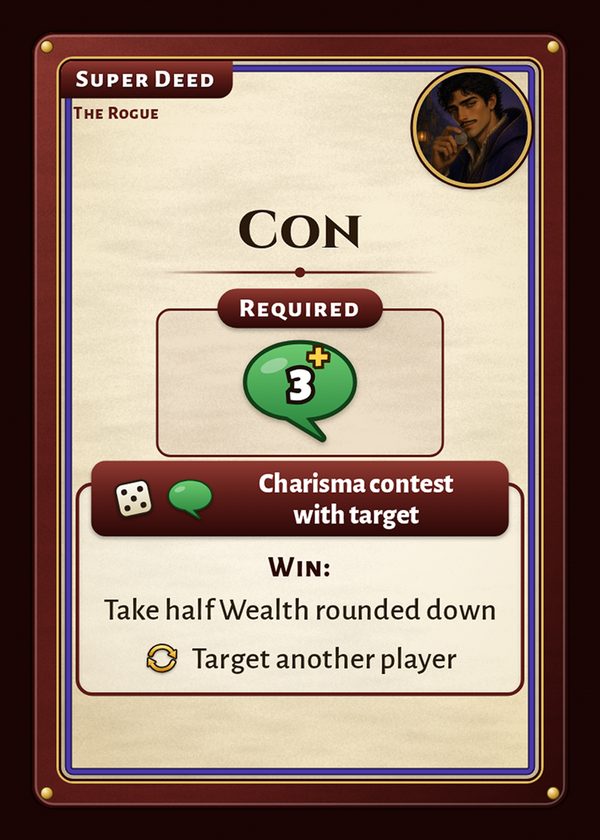 Super Deed
The Rogue
Con
Required
3+
Charisma contest
with target
Win:
Take half Wealth rounded down
Target another player